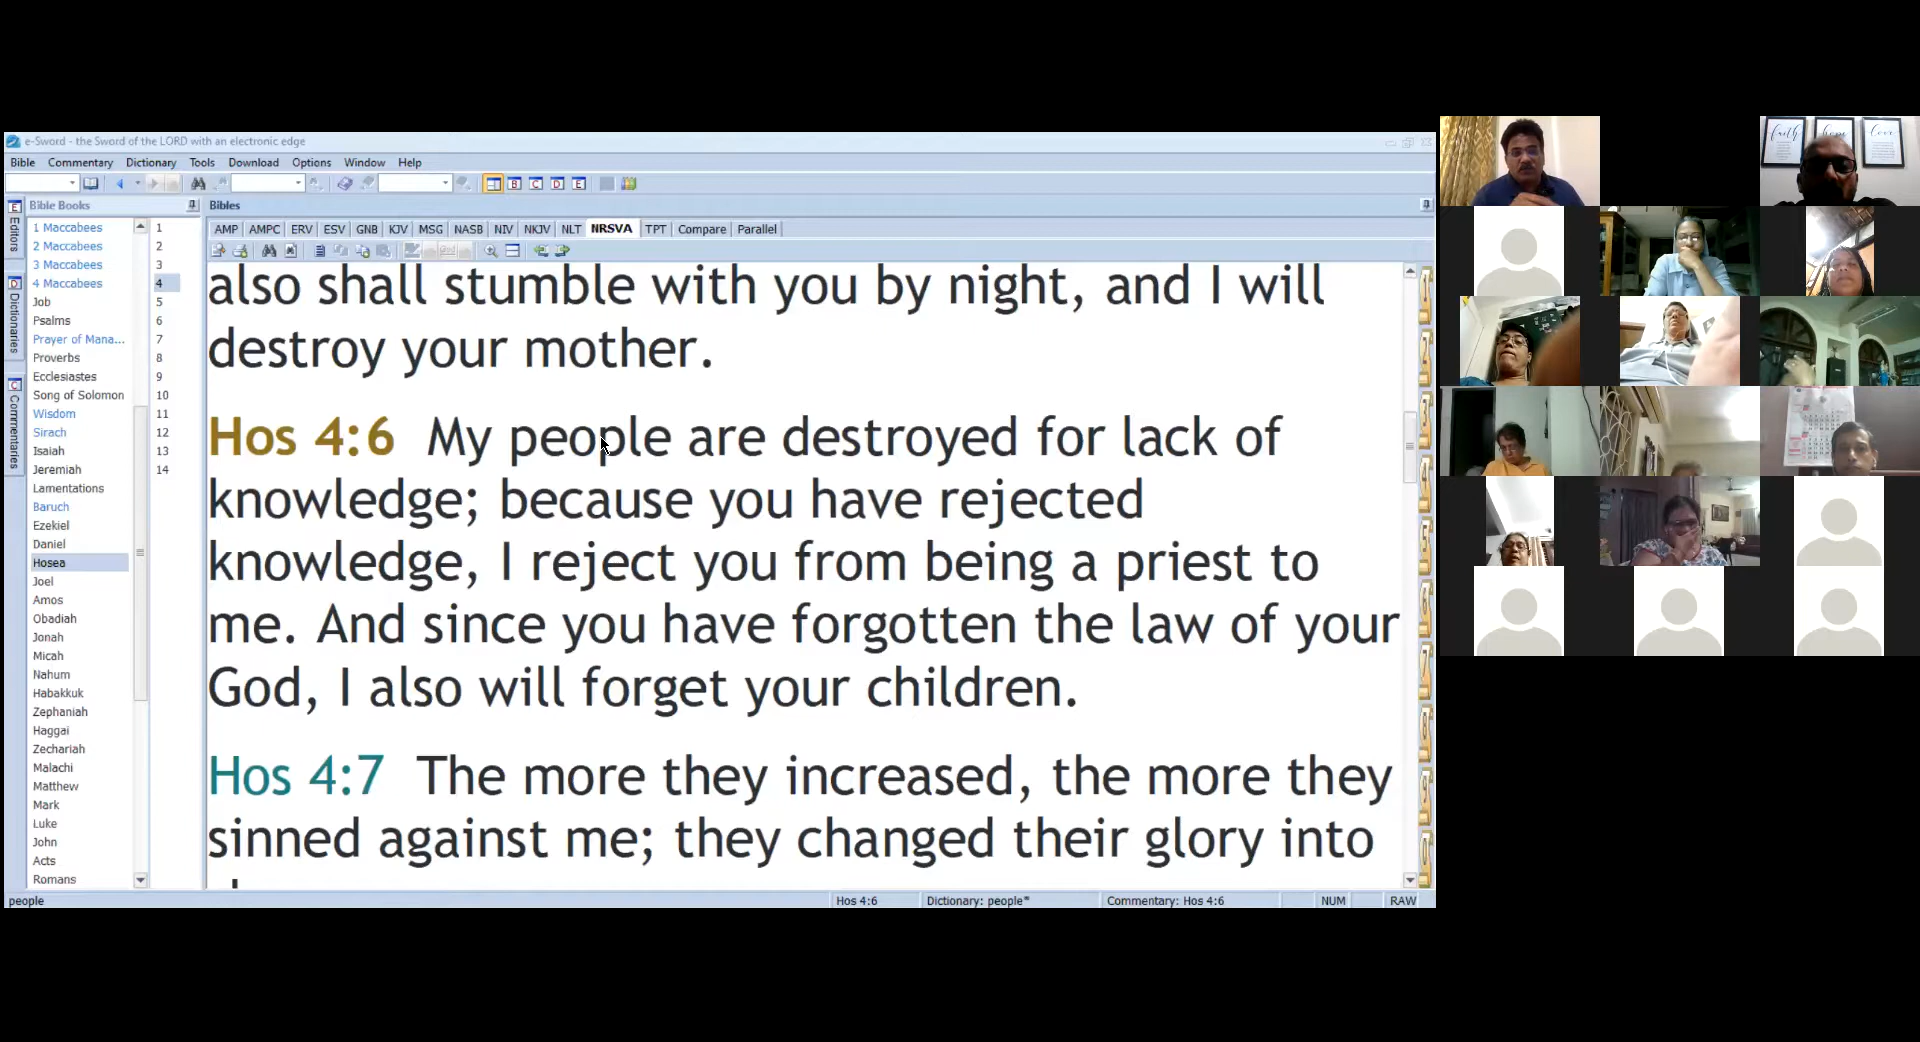 e-Sword - the Sword of the LORD with an electronic edge
Bible Commentary Dictionary Tools Download Options Window Help
Bible Books
Bibles
AMP AMPC ERV ESV GNB KJV MSG NASB NIV NKJV NLT NRSVA TPT Compare Parallel
Editors
Dictionaries
Commentaries
1 Maccabees
2 Maccabees
3 Maccabees
4 Maccabees
Job
Psalms
Prayer of Mana...
Proverbs
Ecclesiastes
Song of Solomon
Wisdom
Sirach
Isaiah
Jeremiah
Lamentations
Baruch
Ezekiel
Daniel
Hosea
Joel
Amos
Obadiah
Jonah
Micah
Nahum
Habakkuk
Zephaniah
Haggai
Zechariah
Malachi
Matthew
Mark
Luke
John
Acts
Romans
1
2
3
4
5
6
7
8
9
10
11
12
13
14
also shall stumble with you by night, and I will
destroy your mother.
Hos 4:6 My people are destroyed for lack of
knowledge; because you have rejected
knowledge, I reject you from being a priest to
me. And since you have forgotten the law of your
God, I also will forget your children.
Hos 4:7 The more they increased, the more they
sinned against me; they changed their glory into
people
Hos 4:6
Dictionary: people*
Commentary: Hos 4:6
NUM
RAW
faith
hope
Love